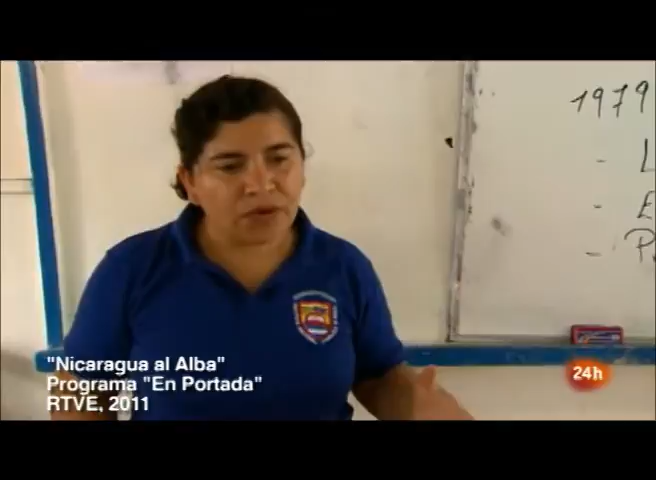 1979
"Nicaragua al Alba"
Programa "En Portada"
RTVE, 2011
24h